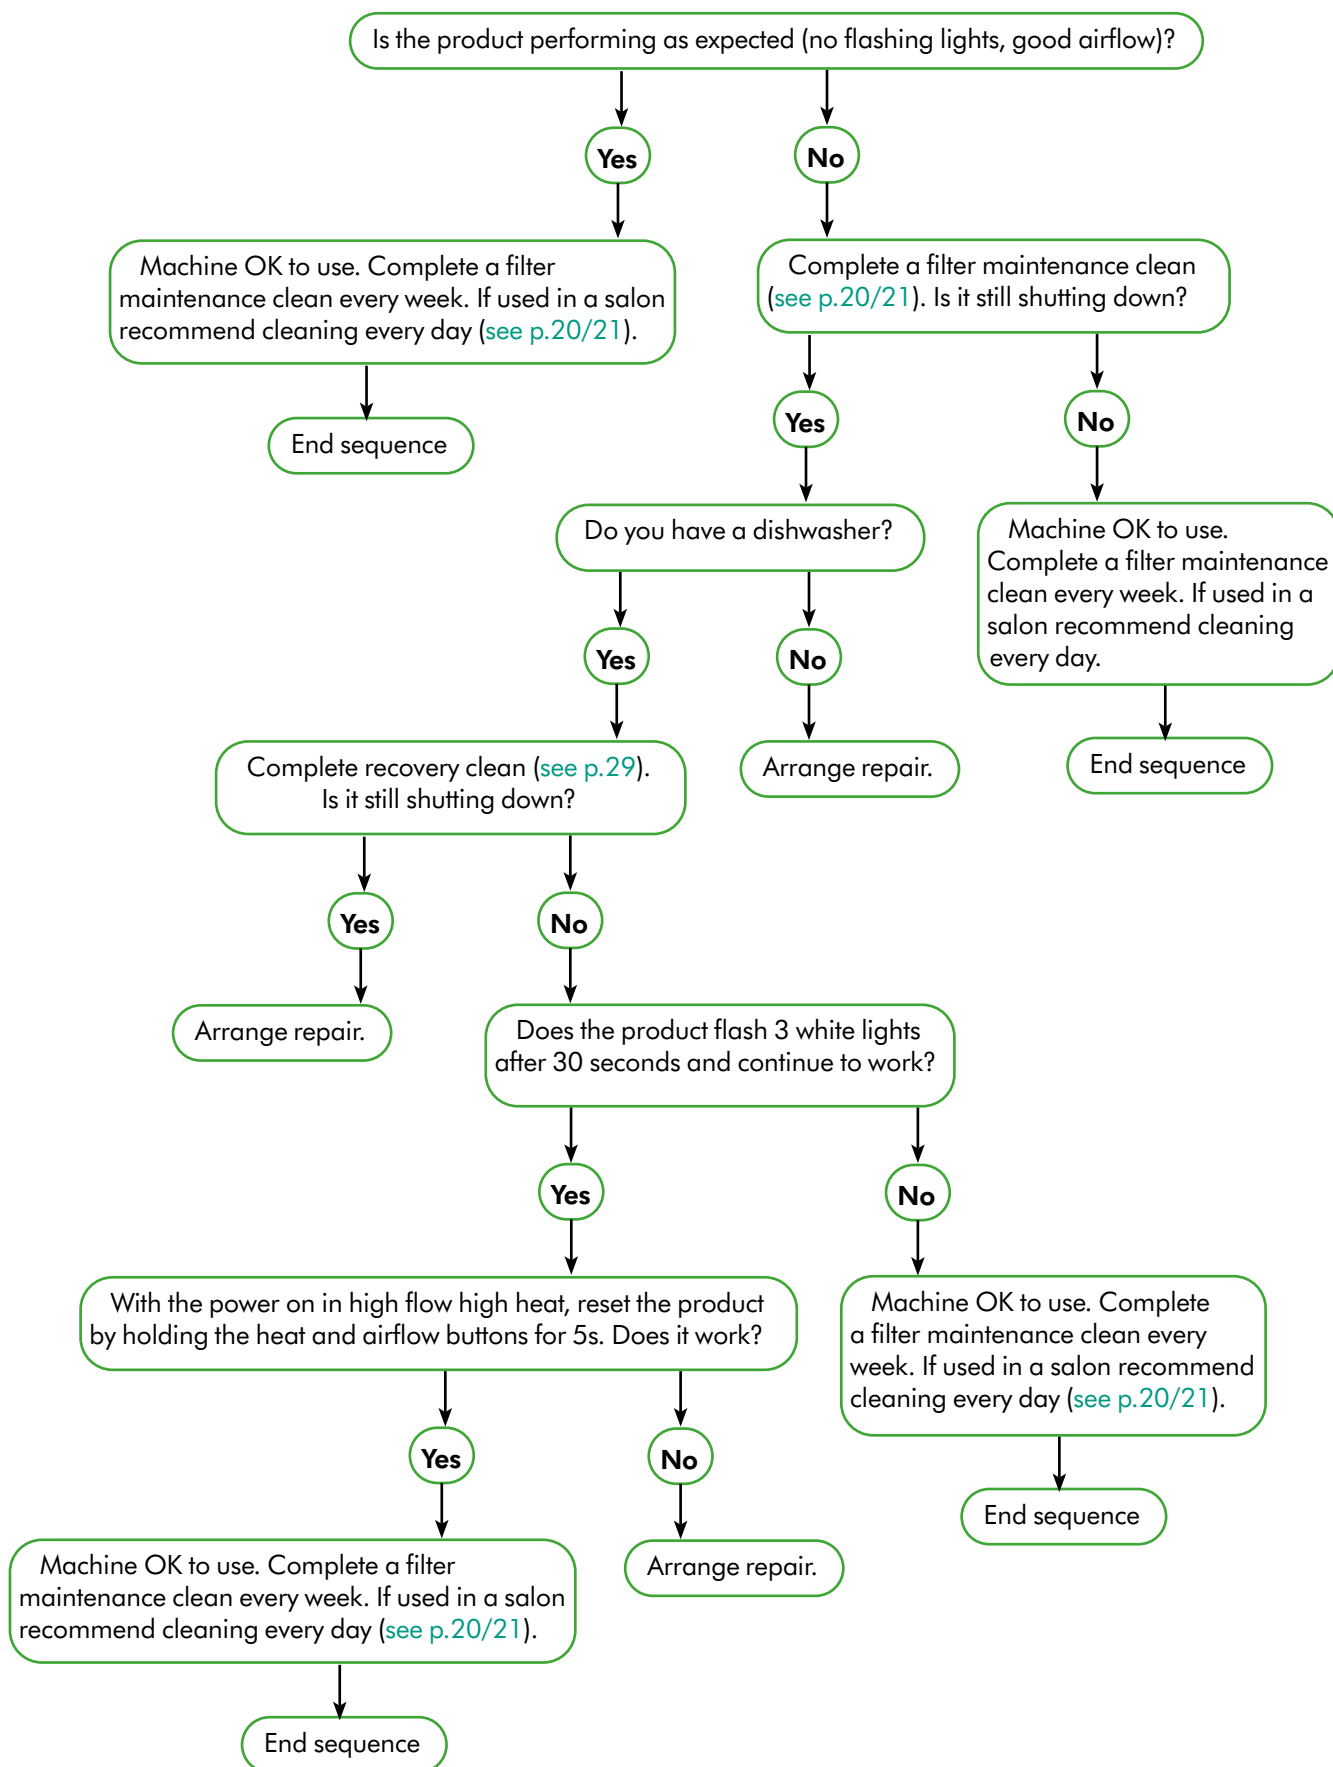 Is the product performing as expected (no flashing lights, good airflow)?
Yes
No
Machine OK to use. Complete a filter
maintenance clean every week. If used in a salon
recommend cleaning every day (see p.20/21).
Complete a filter maintenance clean
(see p.20/21). Is it still shutting down?
End sequence
Yes
No
Do you have a dishwasher?
Machine OK to use.
Complete a filter maintenance
clean every week. If used in a
salon recommend cleaning
every day.
Yes
No
Complete recovery clean (see p.29).
Is it still shutting down?
Arrange repair.
End sequence
Yes
No
Arrange repair.
Does the product flash 3 white lights
after 30 seconds and continue to work?
Yes
No
With the power on in high flow high heat, reset the product
by holding the heat and airflow buttons for 5s. Does it work?
Machine OK to use. Complete
a filter maintenance clean every
week. If used in a salon recommend
cleaning every day (see p.20/21).
Yes
No
End sequence
Machine OK to use. Complete a filter
maintenance clean every week. If used in a salon
recommend cleaning every day (see p.20/21).
Arrange repair.
End sequence